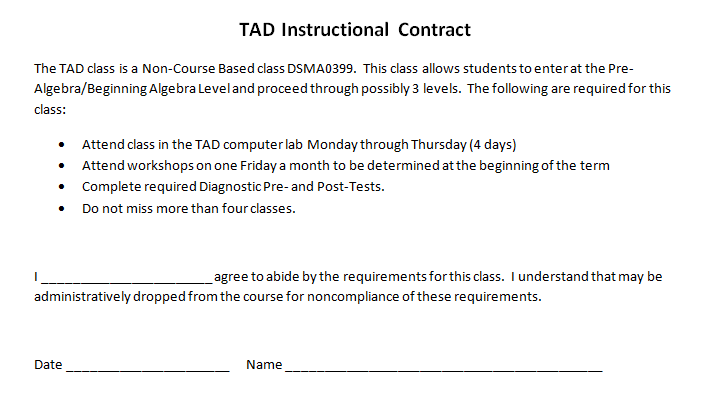 TAD Instructional Contract
The TAD class is a Non-Course Based class DSMA0399.  This class allows students to enter at the Pre-
Algebra/Beginning Algebra Level and proceed through possibly 3 levels.  The following are required for this
class:
• Attend class in the TAD computer lab Monday through Thursday (4 days)
• Attend workshops on one Friday a month to be determined at the beginning of the term
• Complete required Diagnostic Pre- and Post-Tests.
• Do not miss more than four classes.
I ______________________ agree to abide by the requirements for this class.  I understand that may be
administratively dropped from the course for noncompliance of these requirements.
Date _____________________ Name _________________________________________